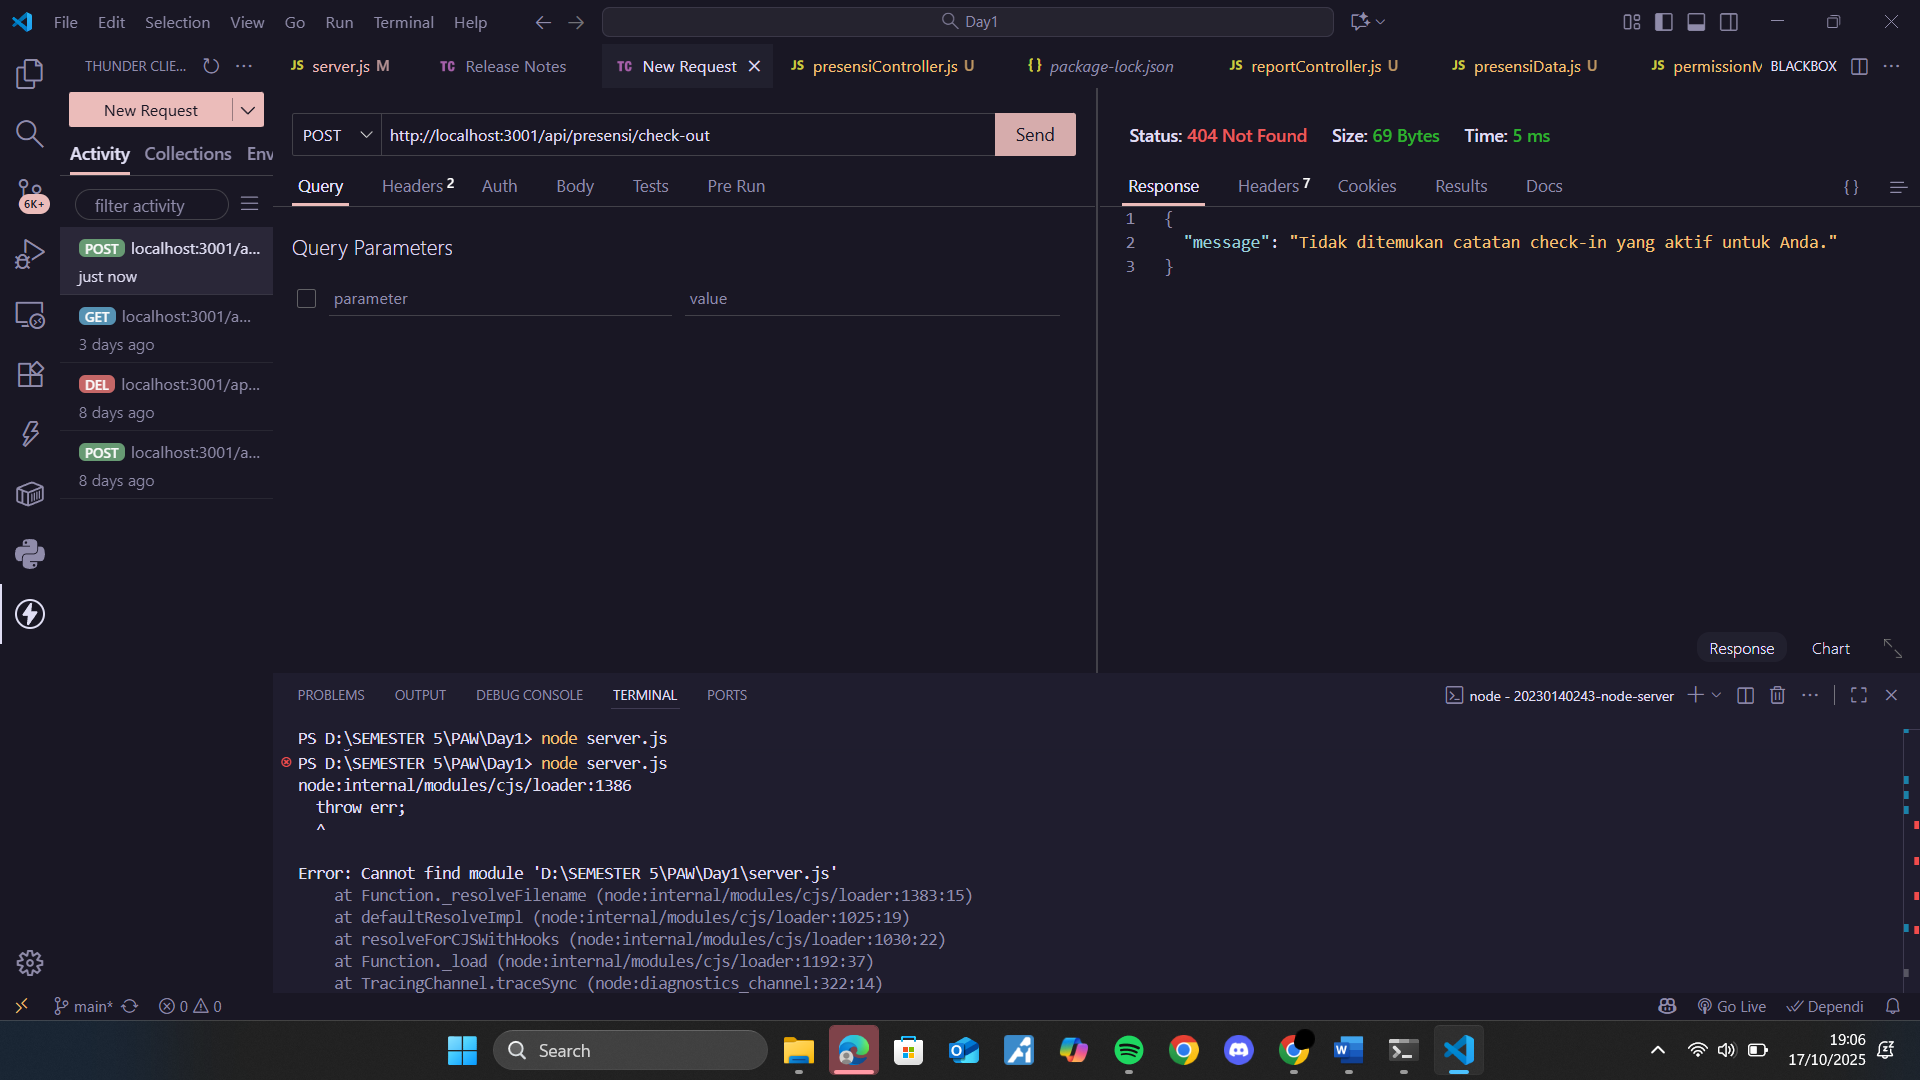 File Edit Selection View Go Run Terminal Help
Day1
THUNDER CLIE...
JS server.js M
TC Release Notes
TC New Request
JS presensiController.js U
{} package-lock.json
JS reportController.js U
JS presensiData.js U
JS permissionM
BLACKBOX
New Request
POST
http://localhost:3001/api/presensi/check-out
Send
Status: 404 Not Found Size: 69 Bytes Time: 5 ms
Activity Collections Env
Query Headers 2 Auth Body Tests Pre Run
Response Headers 7 Cookies Results Docs
{ }
6K+
filter activity
Query Parameters
parameter
value
1 {
2 "message": "Tidak ditemukan catatan check-in yang aktif untuk Anda."
3 }
POST localhost:3001/a...
just now
GET localhost:3001/a...
3 days ago
DEL localhost:3001/ap...
8 days ago
POST localhost:3001/a...
8 days ago
Response Chart
PROBLEMS OUTPUT DEBUG CONSOLE TERMINAL PORTS
node - 20230140243-node-server
PS D:\SEMESTER 5\PAW\Day1> node server.js
PS D:\SEMESTER 5\PAW\Day1> node server.js
node:internal/modules/cjs/loader:1386
throw err;
^
Error: Cannot find module 'D:\SEMESTER 5\PAW\Day1\server.js'
at Function._resolveFilename (node:internal/modules/cjs/loader:1383:15)
at defaultResolveImpl (node:internal/modules/cjs/loader:1025:19)
at resolveForCJSWithHooks (node:internal/modules/cjs/loader:1030:22)
at Function._load (node:internal/modules/cjs/loader:1192:37)
at TracingChannel.traceSync (node:diagnostics_channel:322:14)
main* 0 0
Go Live Dependi
Search
19:06
17/10/2025